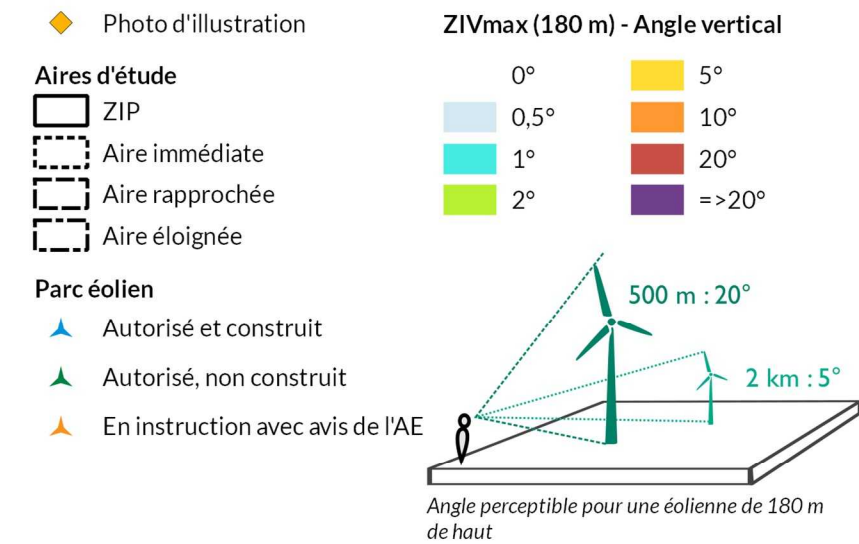 Photo d'illustration
Aires d'étude
ZIP
Aire immédiate
Aire rapprochée
Aire éloignée
Parc éolien
Autorisé et construit
Autorisé, non construit
En instruction avec avis de l'AE
ZIVmax (180 m) - Angle vertical
0°
0,5°
1°
2°
5°
10°
20°
=>20°
500 m : 20°
2 km : 5°
Angle perceptible pour une éolienne de 180 m
de haut